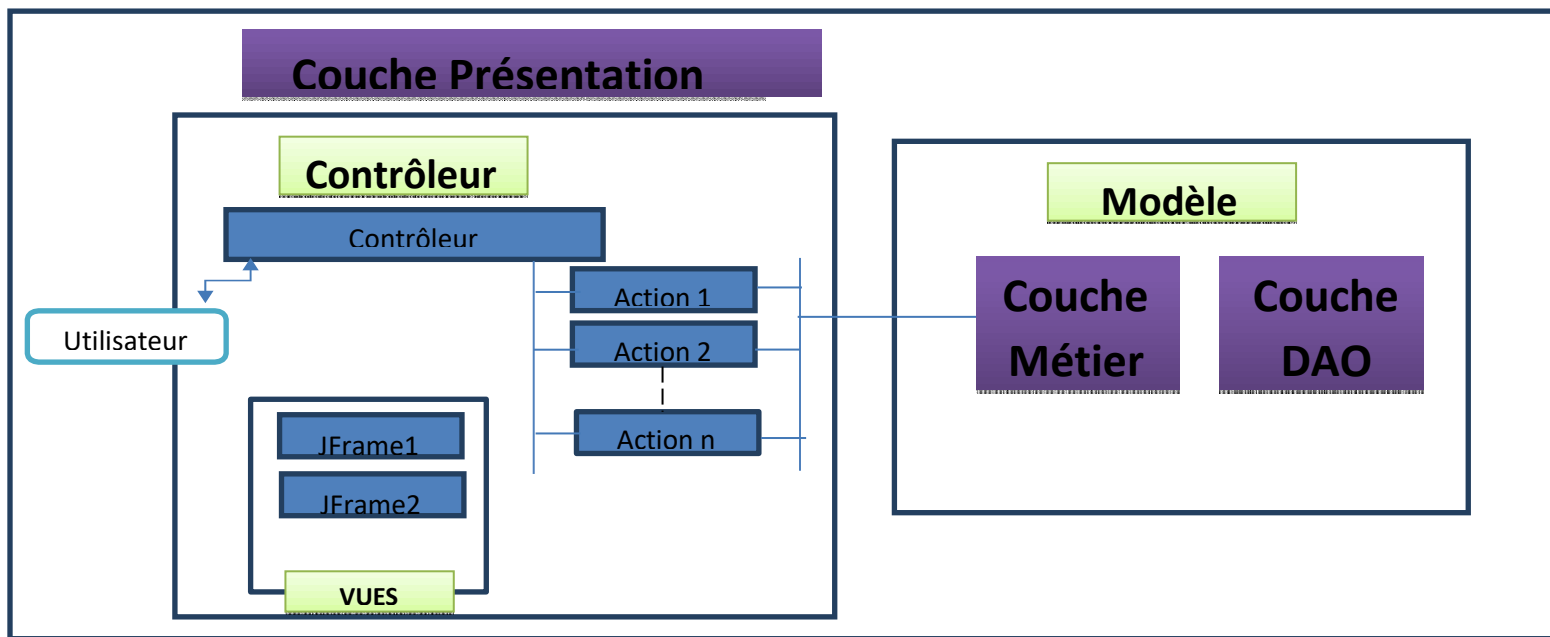 Couche Présentation
Contrôleur
Contrôleur
Utilisateur
Action 1
Action 2
Action n
JFrame1
JFrame2
VUES
Modèle
Couche
Métier
Couche
DAO